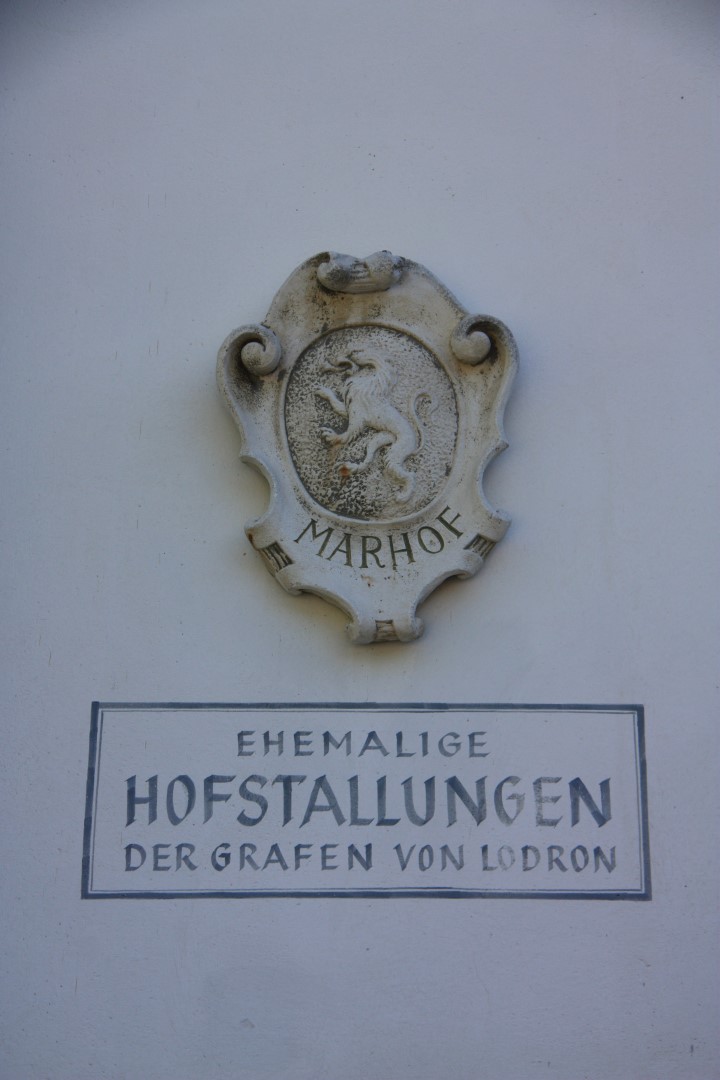 MARHOF
EHEMALIGE
HOFSTALLUNGEN
DER GRAFEN VON LODRON